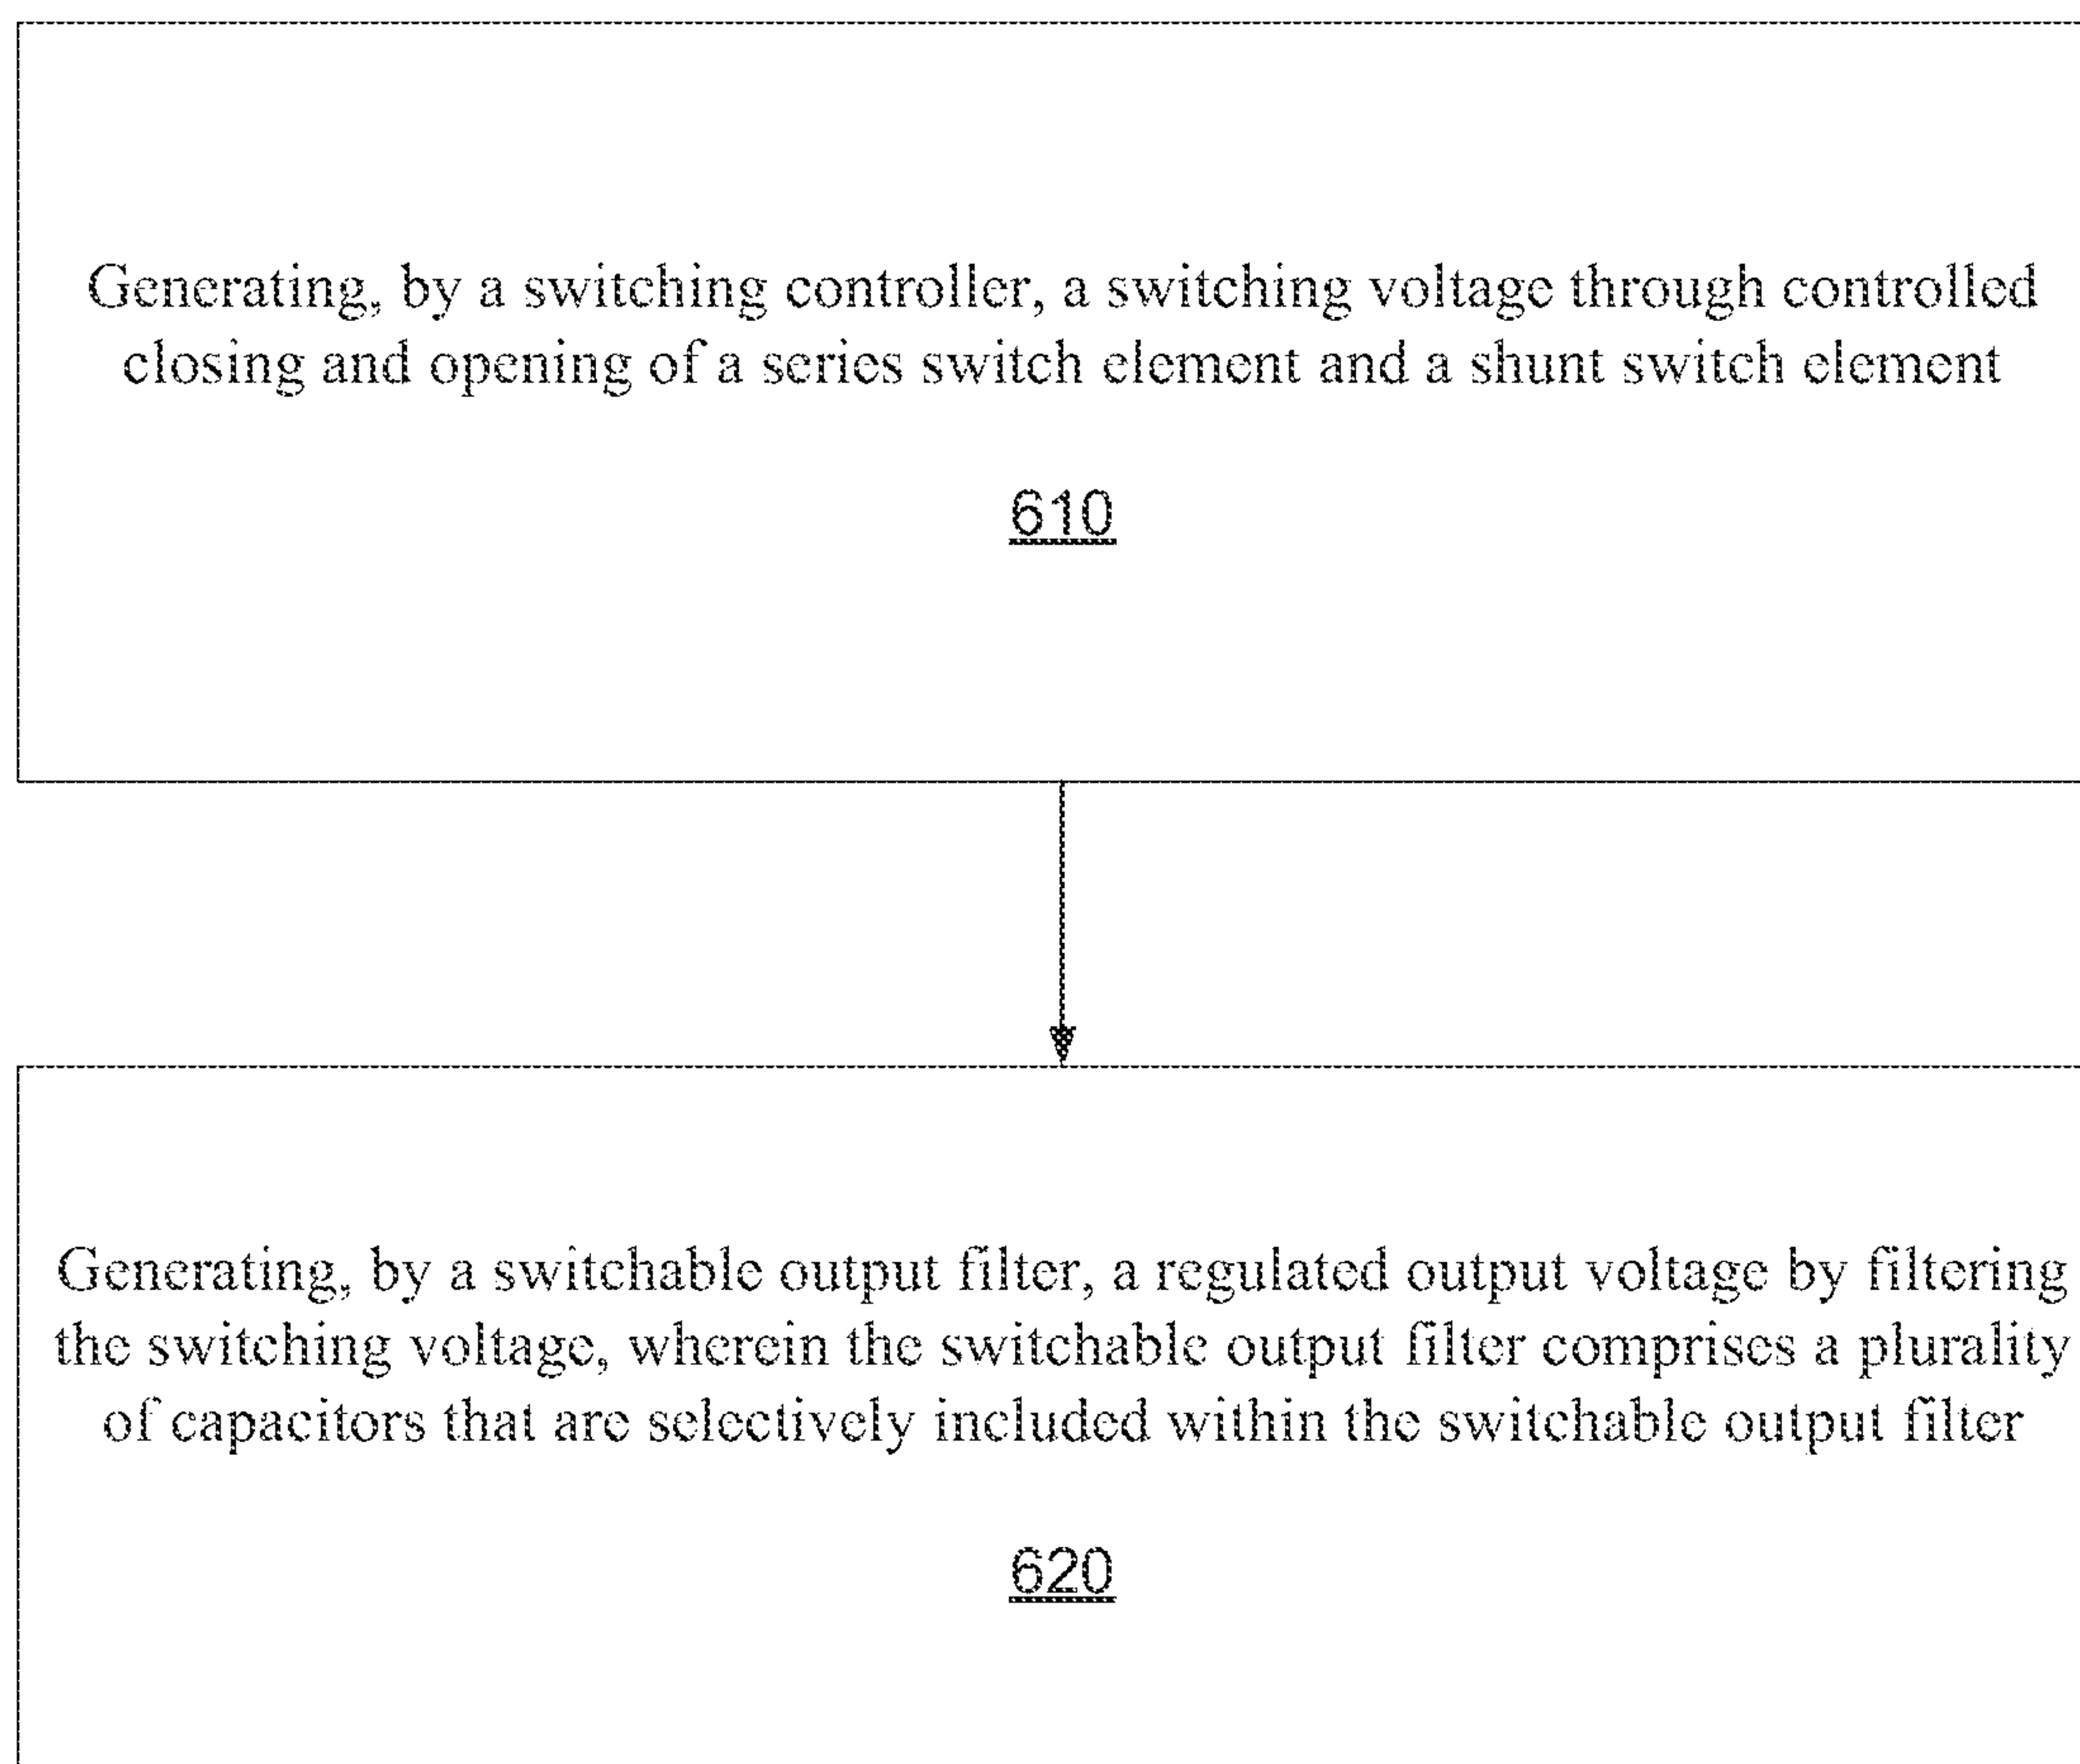 Generating, by a switching controller, a switching voltage through controlled
closing and opening of a series switch element and a shunt switch element
610
Generating, by a switchable output filter, a regulated output voltage by filtering
the switching voltage, wherein the switchable output filter comprises a plurality
of capacitors that are selectively included within the switchable output filter
620